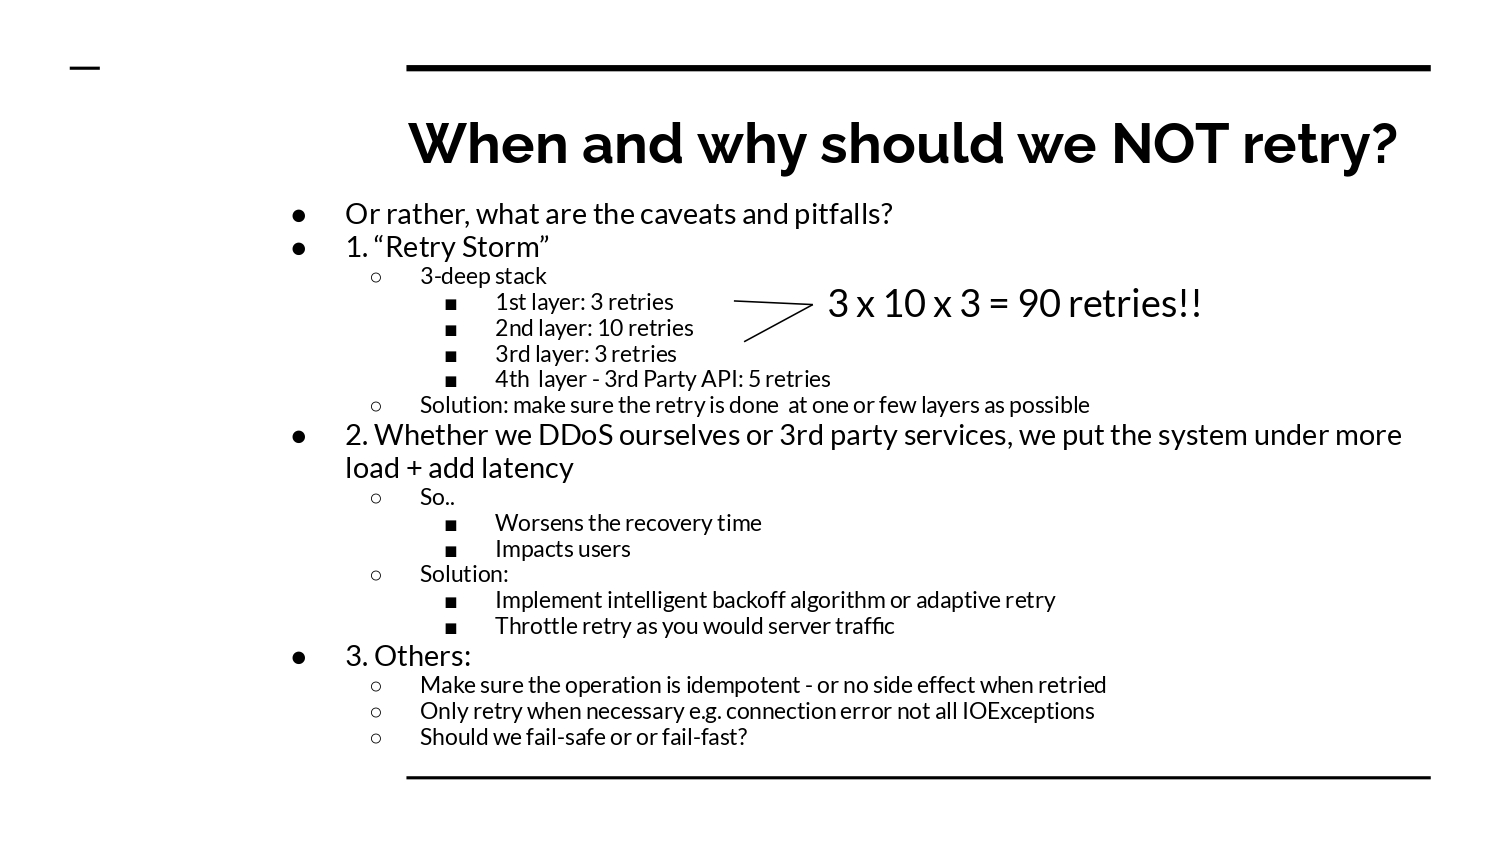 When and why should we NOT retry?
● Or rather, what are the caveats and pitfalls?
● 1. “Retry Storm”
○ 3-deep stack
■ 1st layer: 3 retries
3 x 10 x 3 = 90 retries!!
■ 2nd layer: 10 retries
■ 3rd layer: 3 retries
■ 4th layer - 3rd Party API: 5 retries
○ Solution: make sure the retry is done at one or few layers as possible
● 2. Whether we DDoS ourselves or 3rd party services, we put the system under more
load + add latency
○ So..
■ Worsens the recovery time
■ Impacts users
○ Solution:
■ Implement intelligent backoff algorithm or adaptive retry
■ Throttle retry as you would server traffic
● 3. Others:
○ Make sure the operation is idempotent - or no side effect when retried
○ Only retry when necessary e.g. connection error not all IOExceptions
○ Should we fail-safe or or fail-fast?